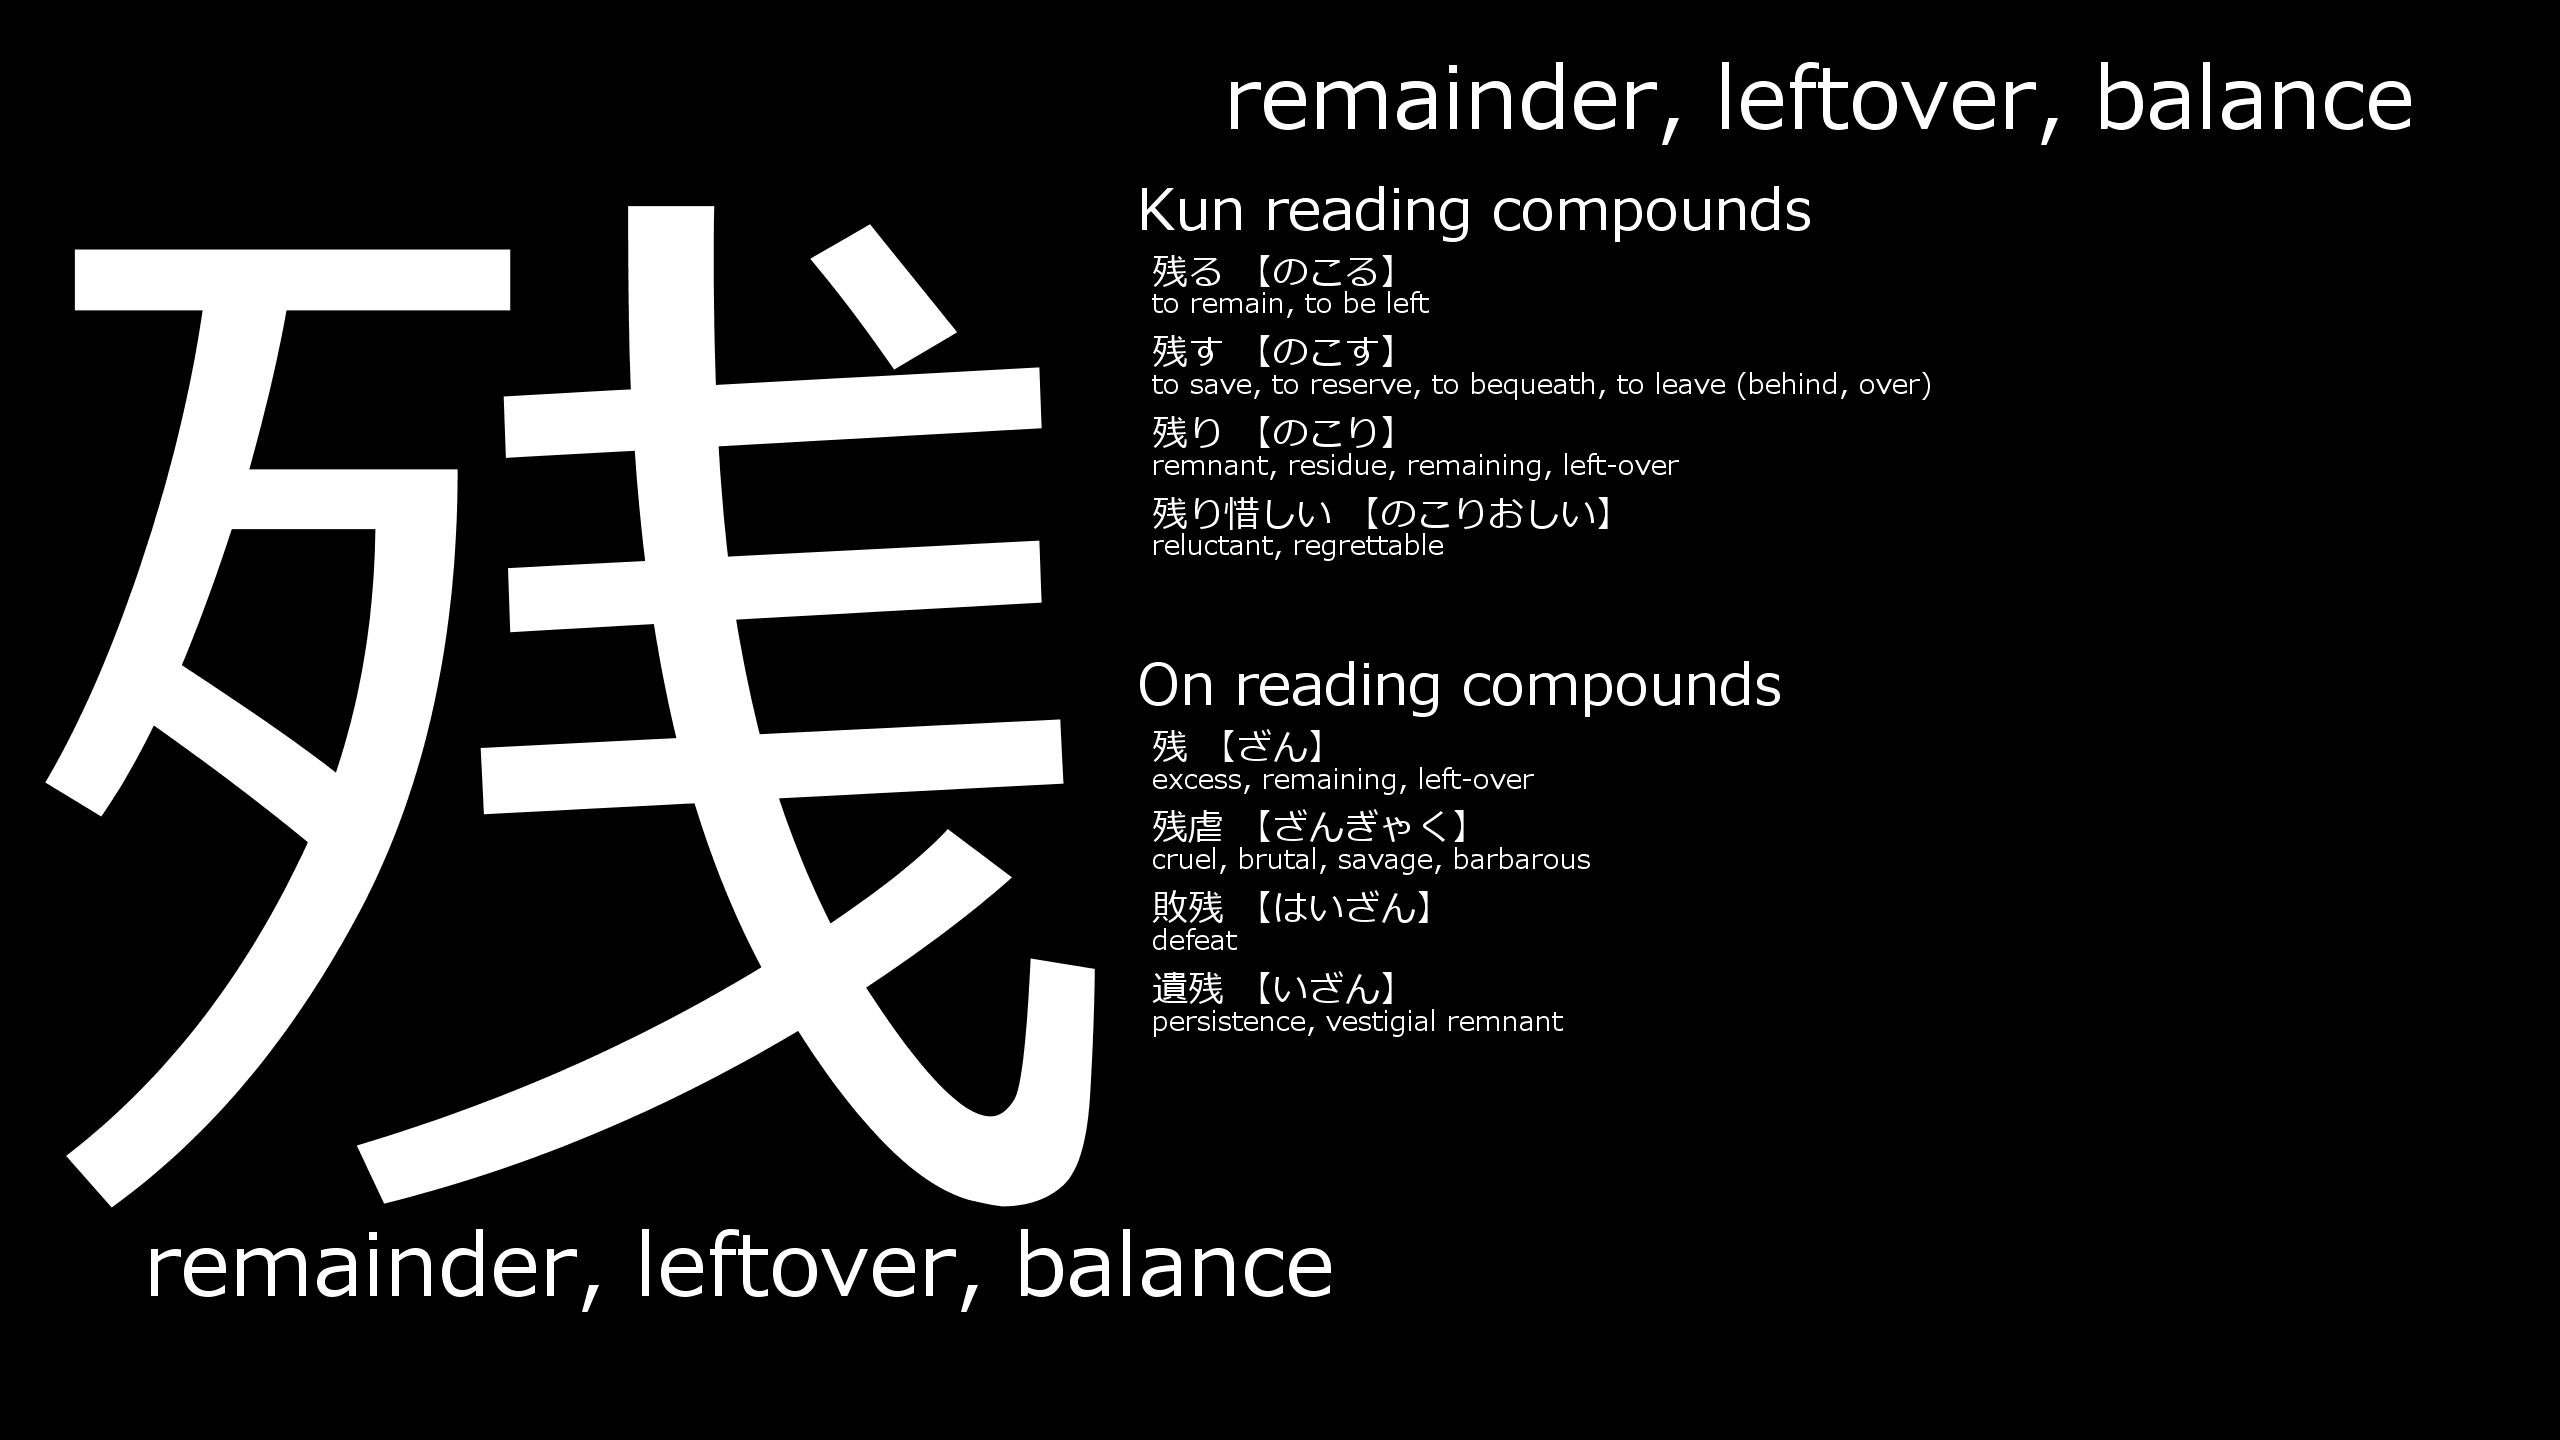 remainder, leftover, balance
残
Kun reading compounds
残る 【のこる】
to remain, to be left
残す 【のこす】
to save, to reserve, to bequeath, to leave (behind, over)
残り 【のこり】
remnant, residue, remaining, left-over
残り惜しい 【のこりおしい】
reluctant, regrettable
On reading compounds
残 【ざん】
excess, remaining, left-over
残虐 【ざんぎゃく】
cruel, brutal, savage, barbarous
敗残 【はいざん】
defeat
遺残 【いざん】
persistence, vestigial remnant
remainder, leftover, balance